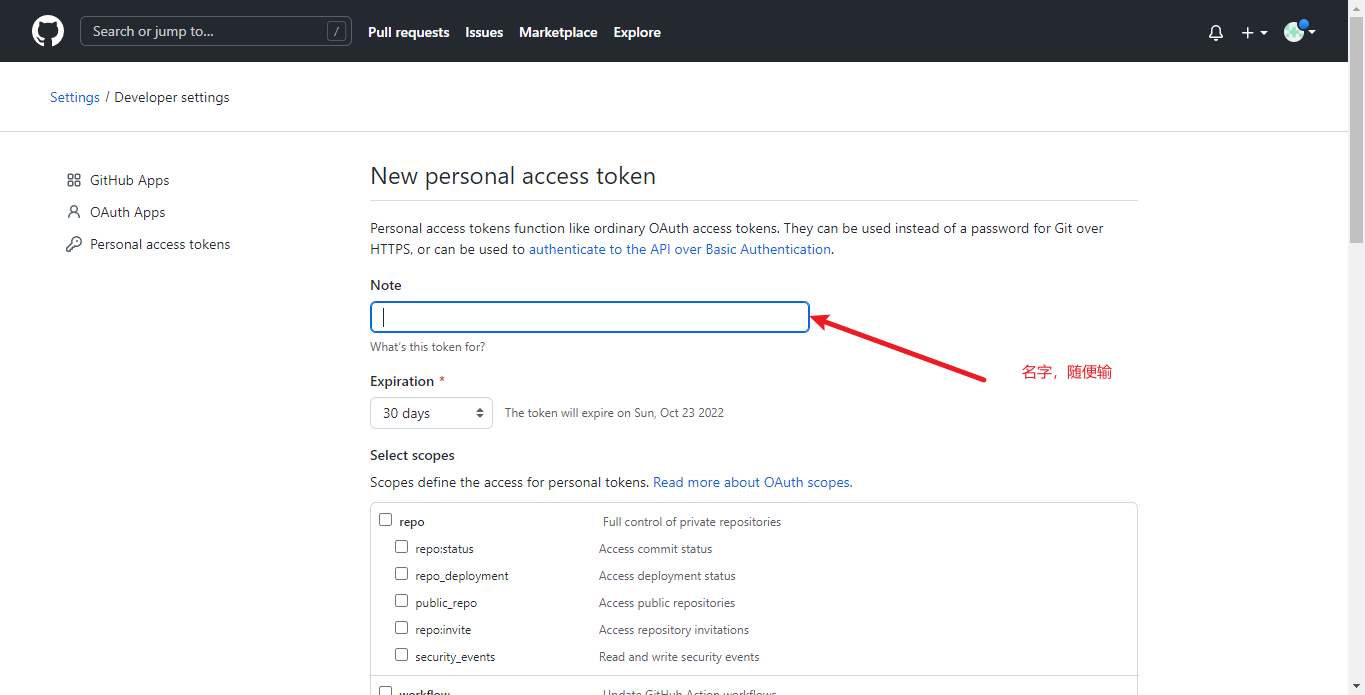 Search or jump to... /
Pull requests Issues Marketplace Explore
Settings / Developer settings
GitHub Apps
OAuth Apps
Personal access tokens
New personal access token
Personal access tokens function like ordinary OAuth access tokens. They can be used instead of a password for Git over
HTTPS, or can be used to authenticate to the API over Basic Authentication.
Note
What's this token for?
名字，随便输
Expiration *
30 days The token will expire on Sun, Oct 23 2022
Select scopes
Scopes define the access for personal tokens. Read more about OAuth scopes.
repo Full control of private repositories
repo:status Access commit status
repo_deployment Access deployment status
public_repo Access public repositories
repo:invite Access repository invitations
security_events Read and write security events
workflow Update GitHub Action workflows